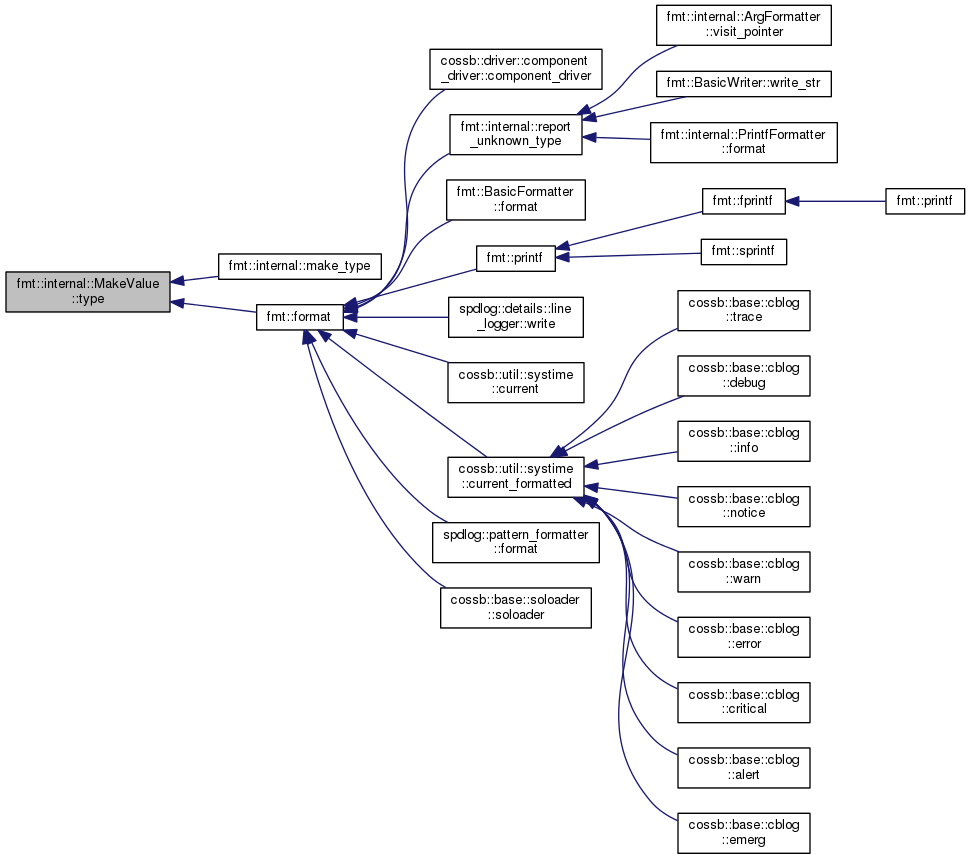 fmt::internal::MakeValue
::type
fmt::internal::make_type
fmt::format
cossb::driver::component
_driver::component_driver
fmt::internal::report
_unknown_type
fmt::BasicFormatter
::format
fmt::printf
spdlog::details::line
_logger::write
cossb::util::systime
::current
cossb::util::systime
::current_formatted
spdlog::pattern_formatter
::format
cossb::base::soloader
::soloader
fmt::internal::ArgFormatter
::visit_pointer
fmt::BasicWriter::write_str
fmt::internal::PrintfFormatter
::format
fmt::fprintf
fmt::printf
fmt::sprintf
cossb::base::cblog
::trace
cossb::base::cblog
::debug
cossb::base::cblog
::info
cossb::base::cblog
::notice
cossb::base::cblog
::warn
cossb::base::cblog
::error
cossb::base::cblog
::critical
cossb::base::cblog
::alert
cossb::base::cblog
::emerg